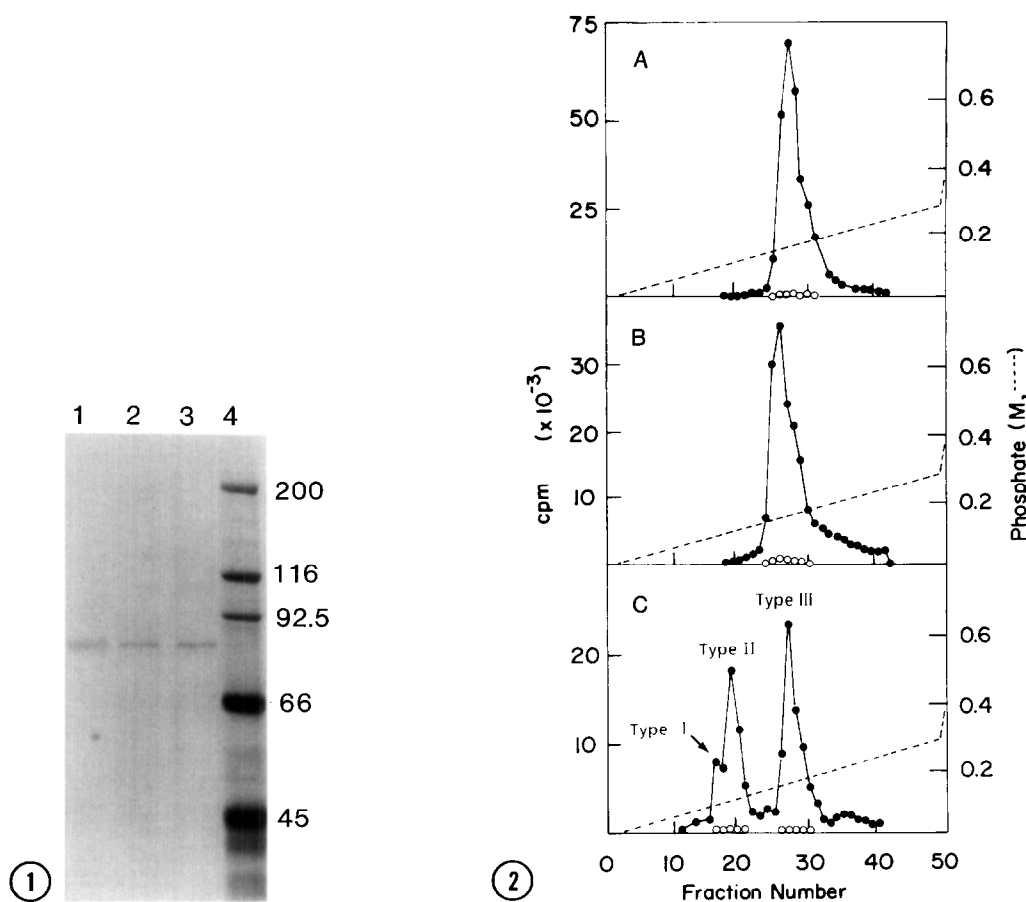 1 2 3 4
200
116
92.5
66
45
1
75
50
25
A
0.6
0.4
0.2
30
20
10
B
0.6
0.4
0.2
cpm (x 10⁻³)
Phosphate (M, -----)
20
10
C
Type I
Type II
Type III
0.6
0.4
0.2
0 10 20 30 40 50
Fraction Number
2